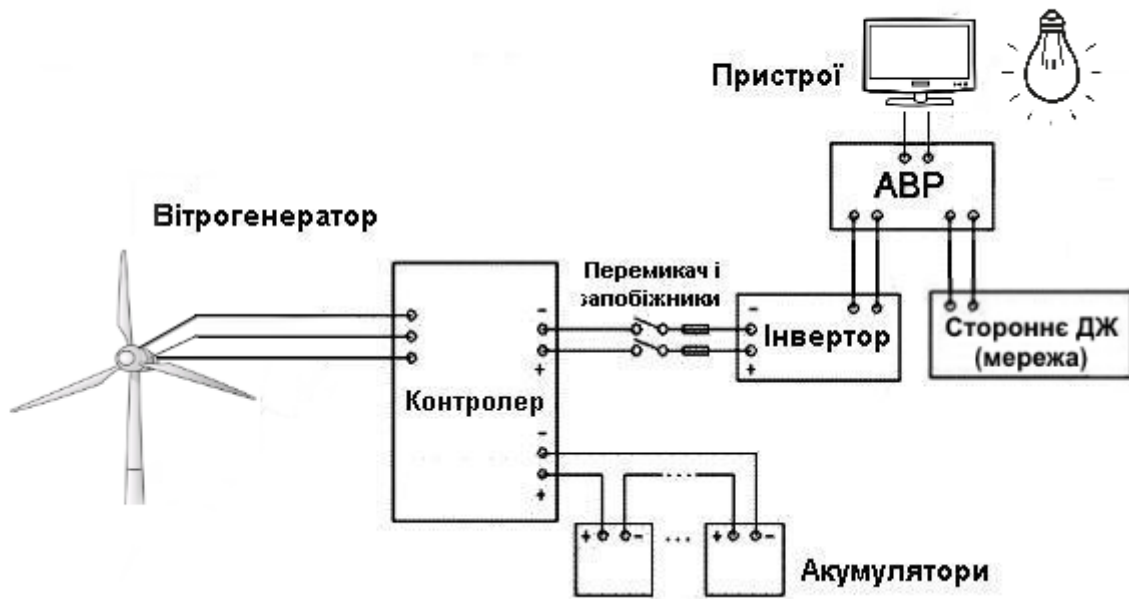 Пристрої
АВР
Вітрогенератор
Перемикач і
запобіжники
-
-
Інвертор
+
+
Стороннє ДЖ
(мережа)
Контролер
-
+
+ - ... + -
Акумулятори